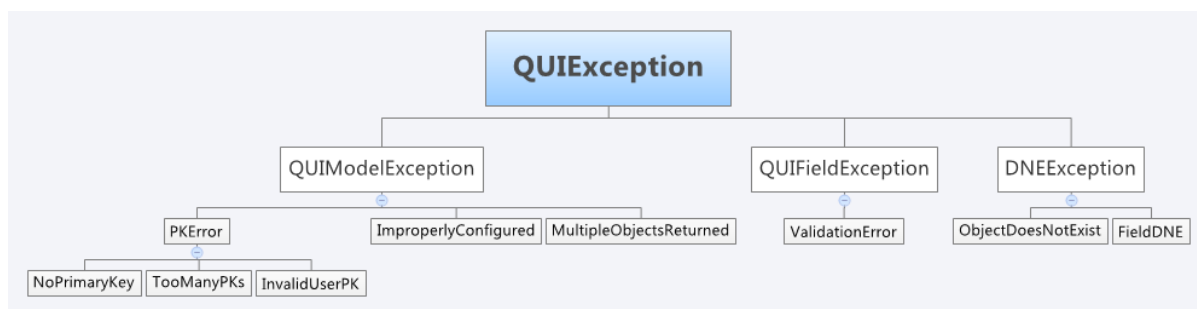 QUIException
QUIModelException
QUIFieldException
DNEException
PKError
ImproperlyConfigured
MultipleObjectsReturned
ValidationError
ObjectDoesNotExist
FieldDNE
NoPrimaryKey
TooManyPKs
InvalidUserPK